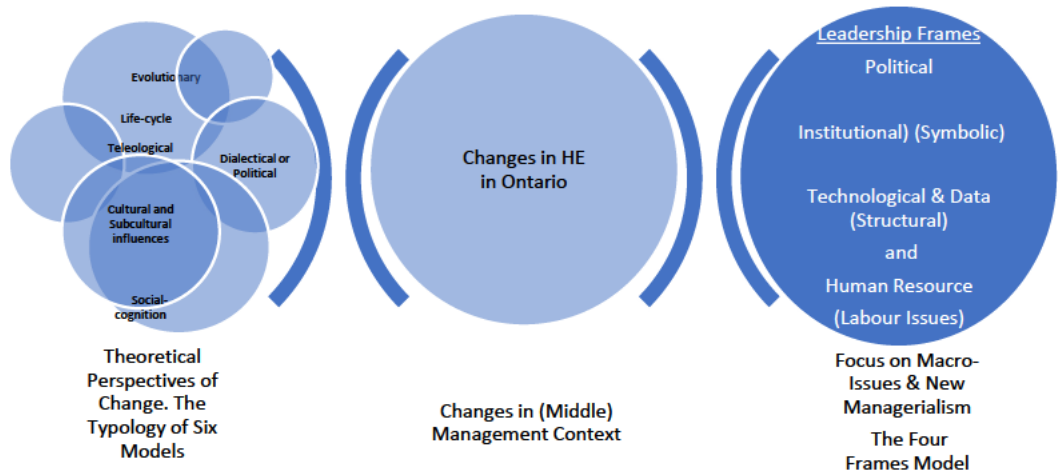 Evolutionary
Life-cycle
Teleological
Dialectical or
Political
Cultural and
Subcultural
influences
Social-
cognition
Theoretical
Perspectives of
Change. The
Typology of Six
Models
Changes in HE
in Ontario
Changes in (Middle)
Management Context
Leadership Frames
Political
Institutional) (Symbolic)
Technological & Data
(Structural)
and
Human Resource
(Labour Issues)
Focus on Macro-
Issues & New
Managerialism
The Four
Frames Model